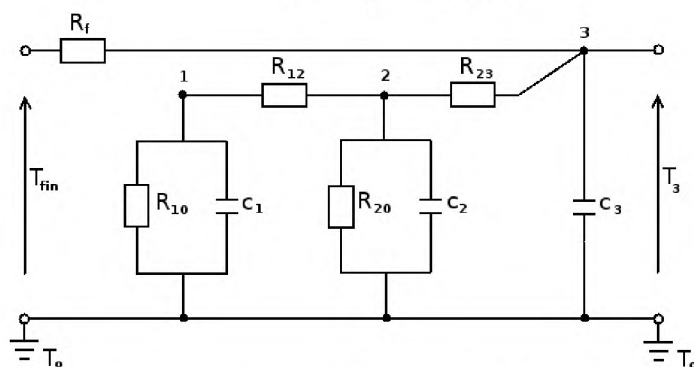 R_f
3
1
R_12
2
R_23
T_fin
R_10
C_1
R_20
C_2
C_3
T_3
T_o
T_o